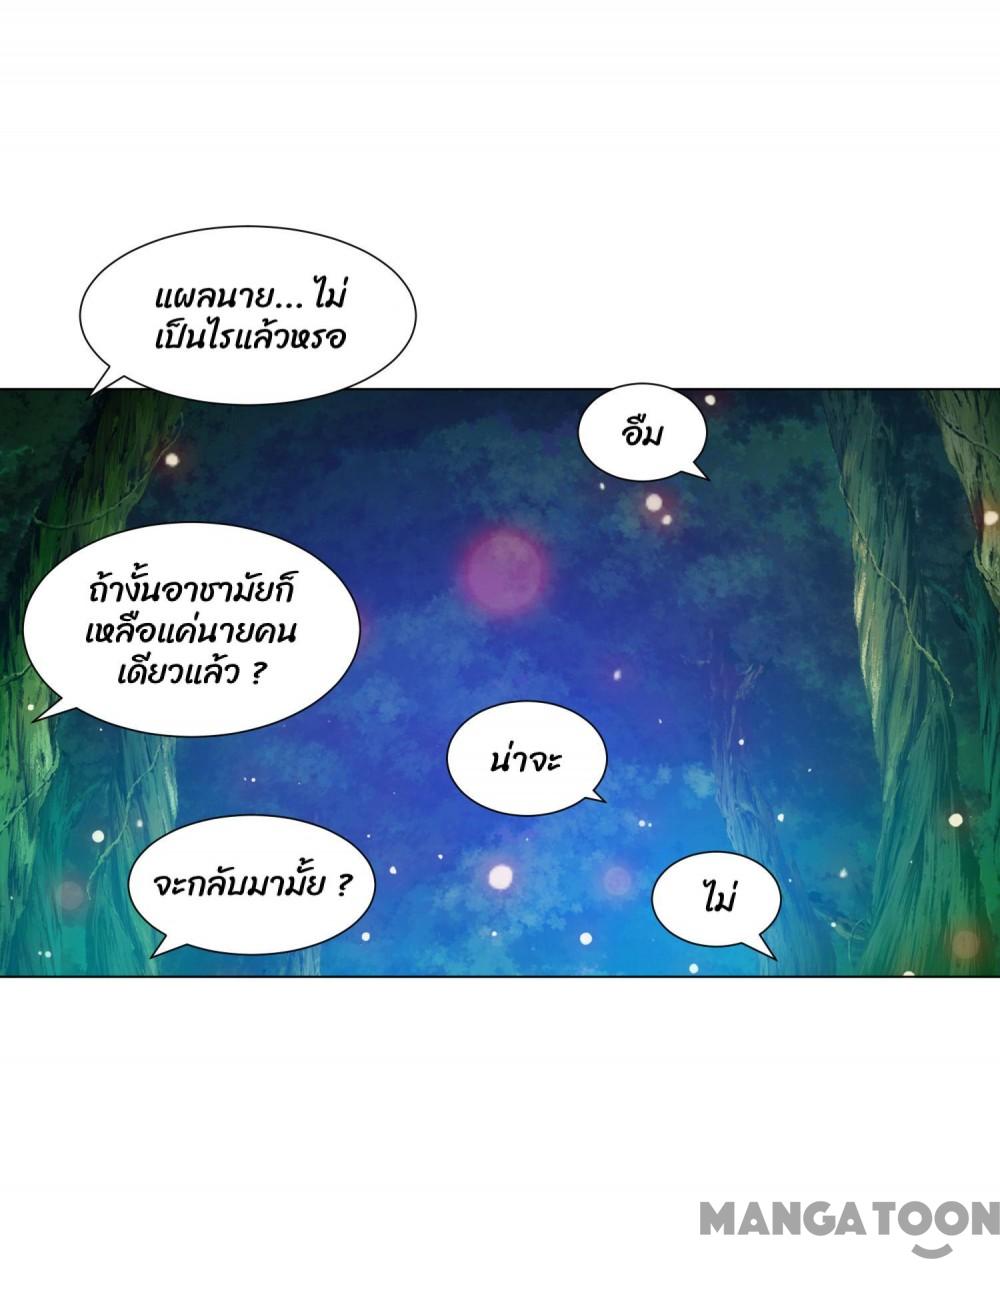 แผลนาย... ไม่
เป็นไรแล้วหรอ
อืม
ถ้างั้นอาชามัยก็
เหลือแค่นายคน
เดียวแล้ว ?
น่าจะ
จะกลับมามั้ย ?
ไม่
MANGATOON